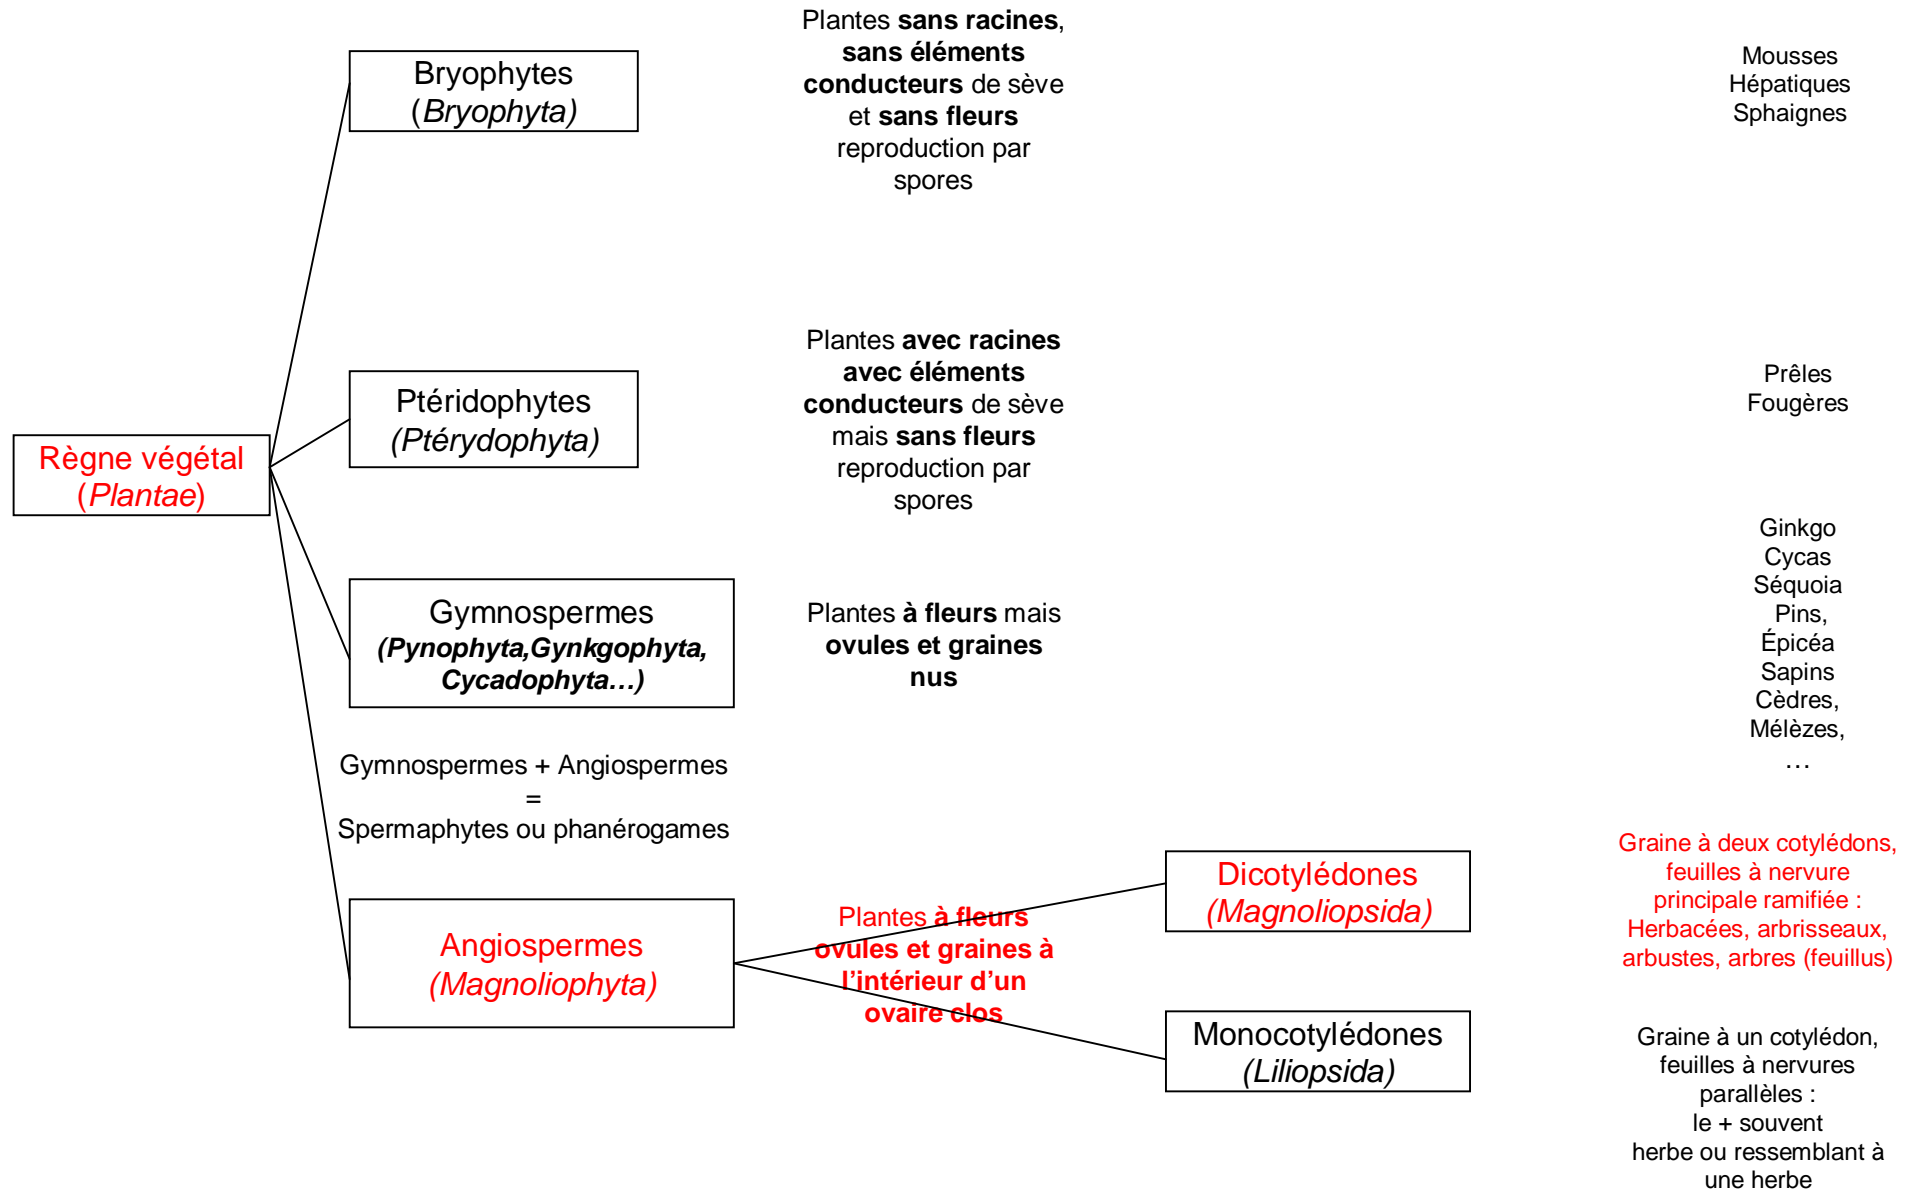 Bryophytes
(Bryophyta)
Plantes sans racines,
sans éléments
conducteurs de sève
et sans fleurs
reproduction par
spores
Mousses
Hépatiques
Sphaignes
Ptéridophytes
(Ptérydophyta)
Plantes avec racines
avec éléments
conducteurs de sève
mais sans fleurs
reproduction par
spores
Prêles
Fougères
Règne végétal
(Plantae)
Gymnospermes
(Pynophyta,Gynkgophyta,
Cycadophyta…)
Plantes à fleurs mais
ovules et graines
nus
Ginkgo
Cycas
Séquoia
Pins,
Épicéa
Sapins
Cèdres,
Mélèzes,
…
Gymnospermes + Angiospermes
=
Spermaphytes ou phanérogames
Angiospermes
(Magnoliophyta)
Plantes à fleurs
ovules et graines à
l’intérieur d’un
ovaire clos
Dicotylédones
(Magnoliopsida)
Graine à deux cotylédons,
feuilles à nervure
principale ramifiée :
Herbacées, arbrisseaux,
arbustes, arbres (feuillus)
Monocotylédones
(Liliopsida)
Graine à un cotylédon,
feuilles à nervures
parallèles :
le + souvent
herbe ou ressemblant à
une herbe